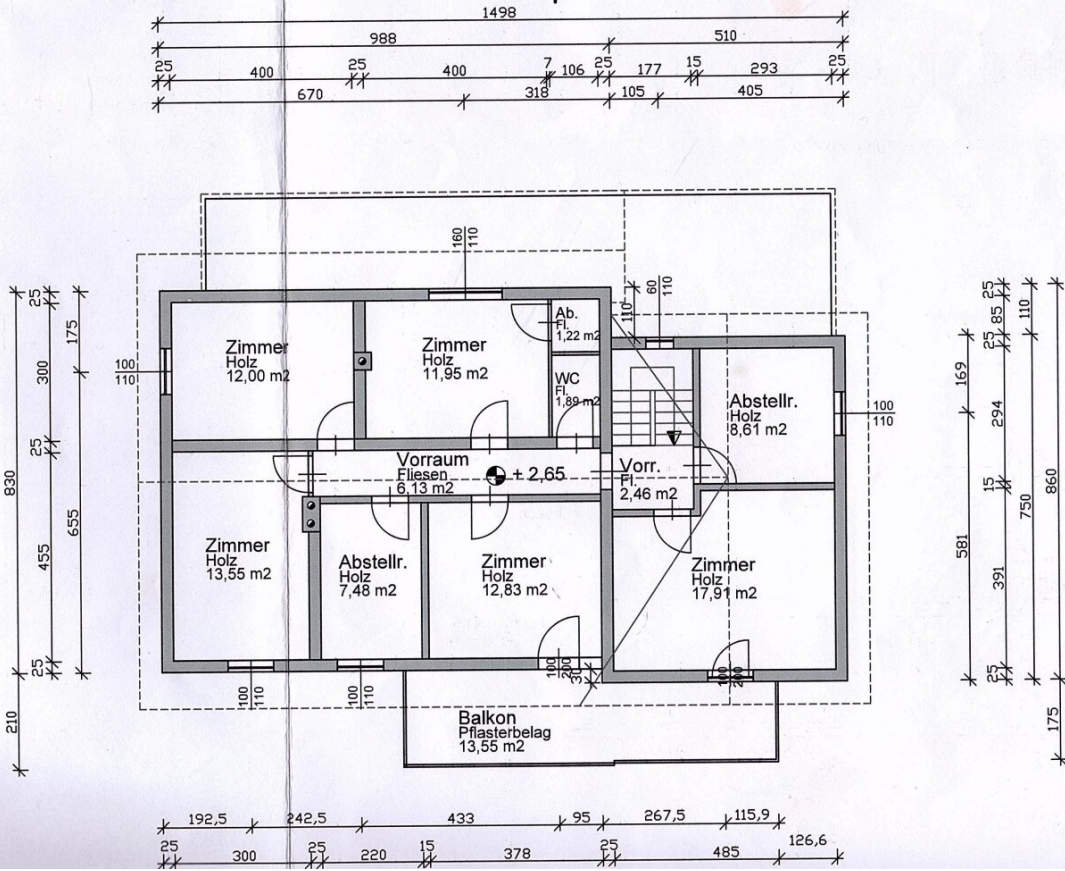 1498
988 510
25 400 25 400 7 106 25 177 15 293 25
670 318 105 405
160
110
60
110
110
Zimmer
Holz
12,00 m2
Zimmer
Holz
11,95 m2
Ab.
Fl.
1,22 m2
WC
Fl.
1,89 m2
Abstellr.
Holz
8,61 m2
100
110
100
110
Vorraum
Fliesen
6,13 m2
+ 2,65
Vorr.
Fl.
2,46 m2
Zimmer
Holz
13,55 m2
Abstellr.
Holz
7,48 m2
Zimmer
Holz
12,83 m2
Zimmer
Holz
17,91 m2
100
110
100
110
100
200
100
200
Balkon
Pflasterbelag
13,55 m2
830
210
25
300
25
455
25
175
655
169
581
25
85
25
294
15
391
25
110
750
860
175
192,5 242,5 433 95 267,5 115,9
25 300 25 220 15 378 25 485 126,6